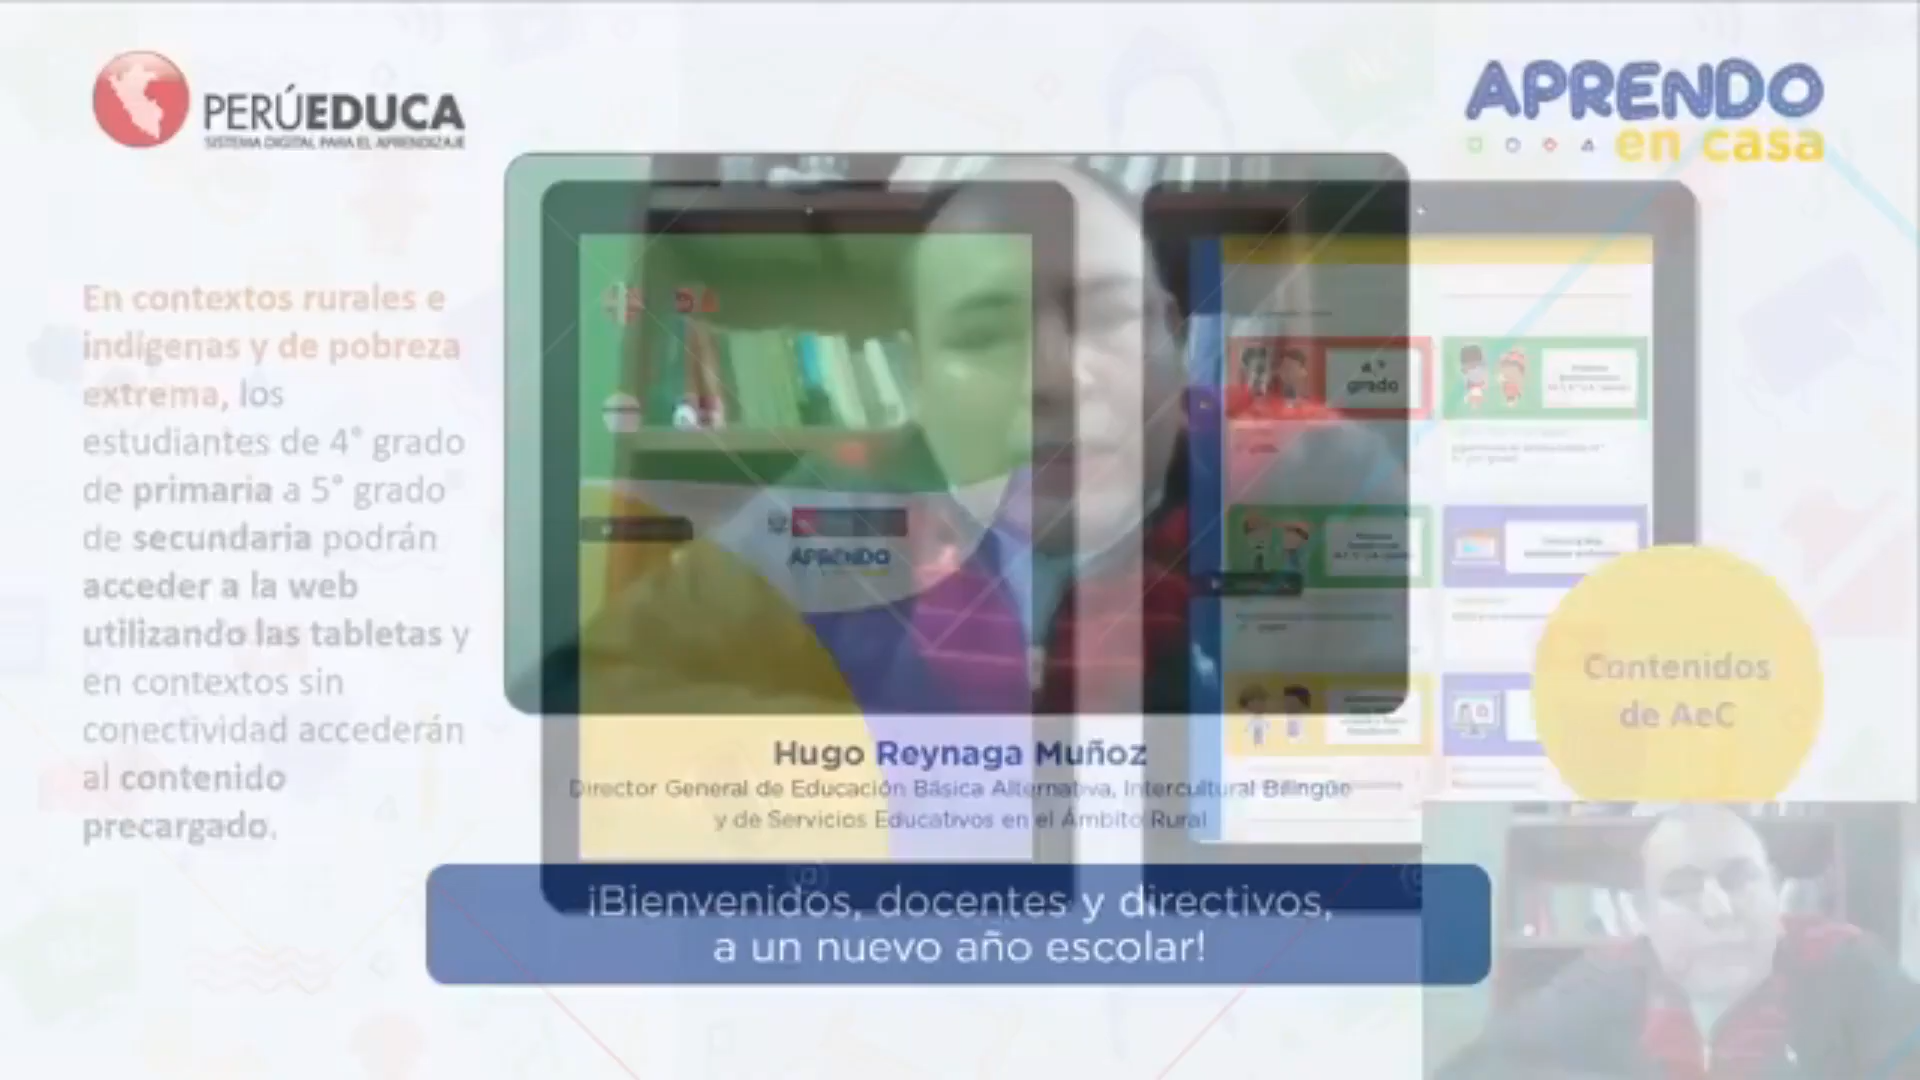 PERÚEDUCA
SISTEMA DIGITAL PARA EL APRENDIZAJE
APRENDO
en casa
En contextos rurales e
indígenas y de pobreza
extrema, los
estudiantes de 4° grado
de primaria a 5° grado
de secundaria podrán
acceder a la web
utilizando las tabletas y
en contextos sin
conectividad accederán
al contenido
precargado.
APRENDO
4.°
grado
Contenidos
de AeC
Hugo Reynaga Muñoz
Director General de Educación Básica Alternativa, Intercultural Bilingüe
y de Servicios Educativos en el Ámbito Rural
¡Bienvenidos, docentes y directivos,
a un nuevo año escolar!